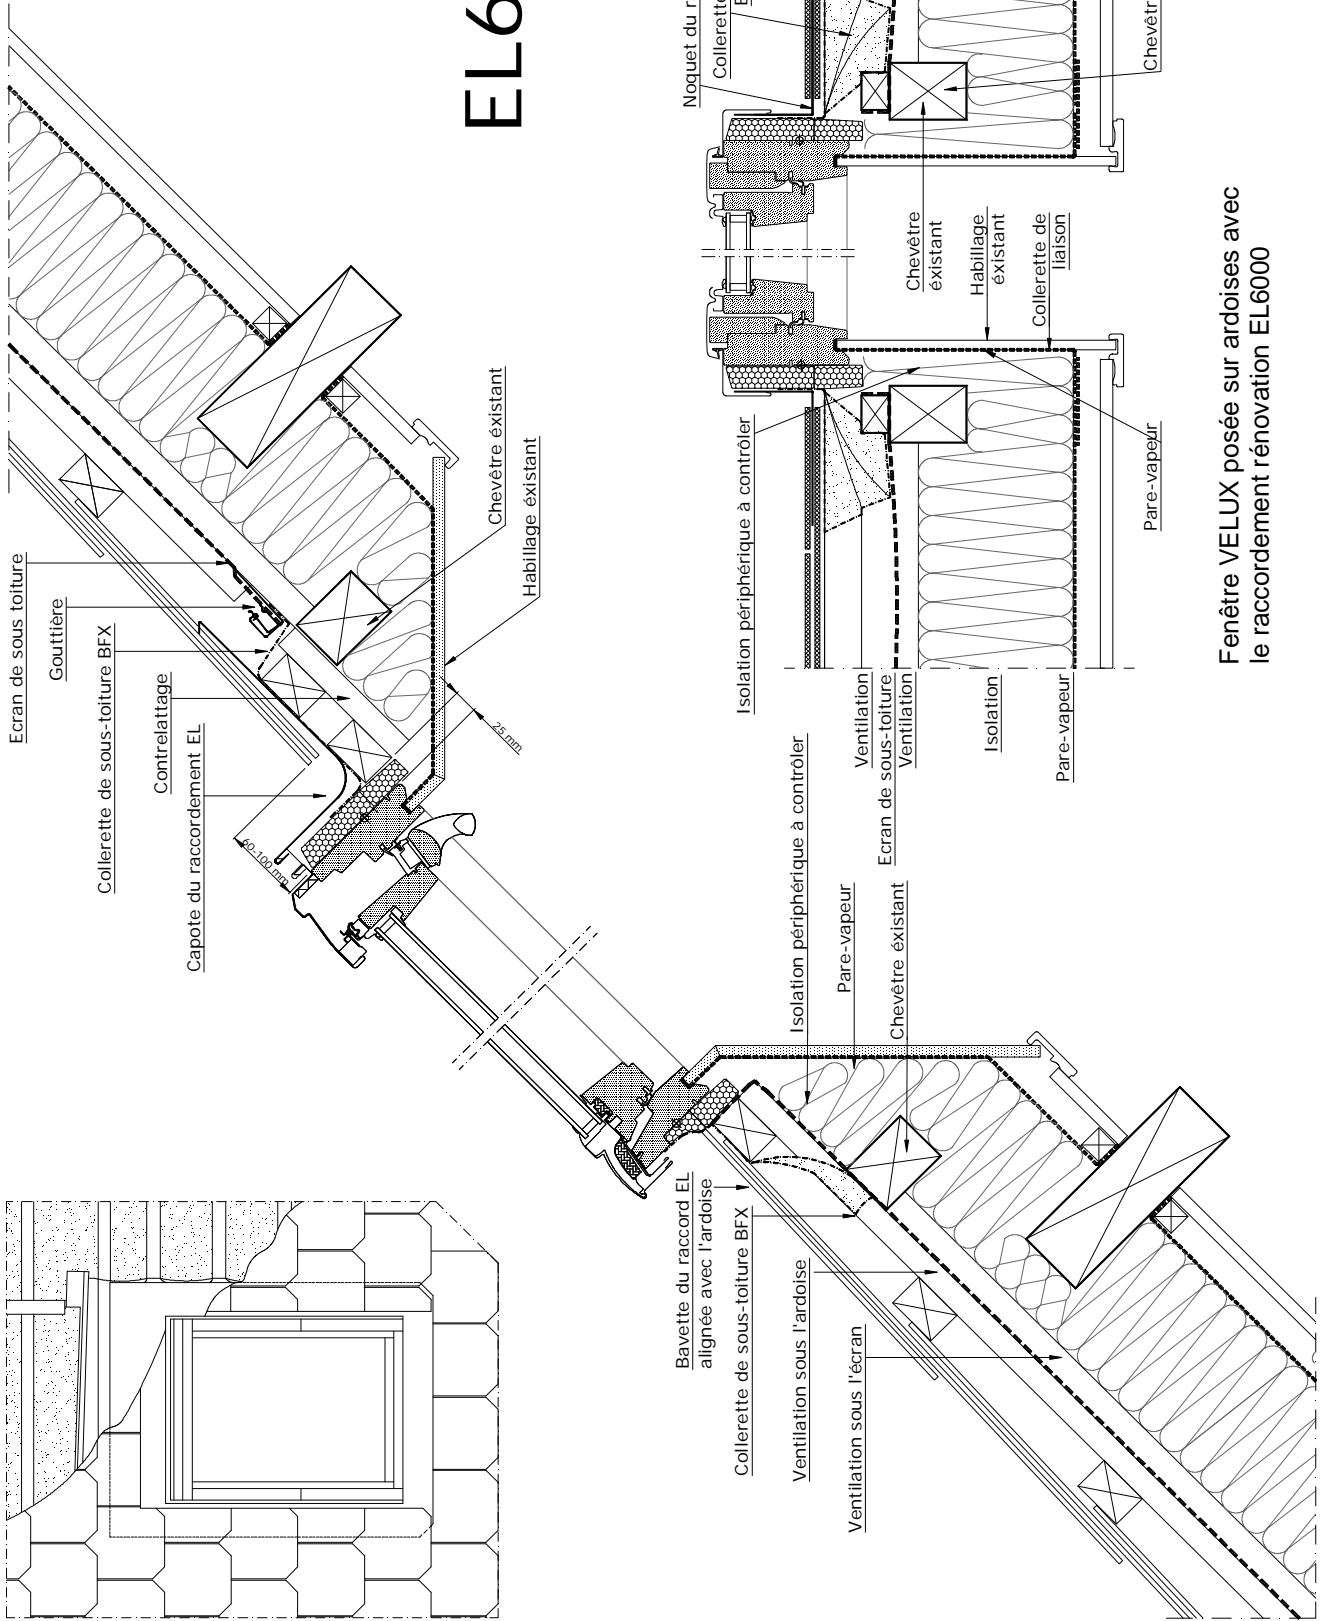 EL6
Ecran de sous toiture
Gouttière
Collerette de sous-toiture BFX
Contrelattage
Capote du raccordement EL
60-100 mm
25 mm
Chevêtre éxistant
Habillage éxistant
Bavette du raccord EL
alignée avec l'ardoise
Collerette de sous-toiture BFX
Ventilation sous l'ardoise
Ventilation sous l'écran
Isolation périphérique à contrôler
Pare-vapeur
Chevêtre éxistant
Noquet du r
Collerette
Isolation périphérique à contrôler
Ventilation
Ecran de sous-toiture
Ventilation
Isolation
Pare-vapeur
Chevêtre
éxistant
Habillage
éxistant
Collerette de
liaison
Pare-vapeur
Chevêtr
Fenêtre VELUX posée sur ardoises avec
le raccordement rénovation EL6000